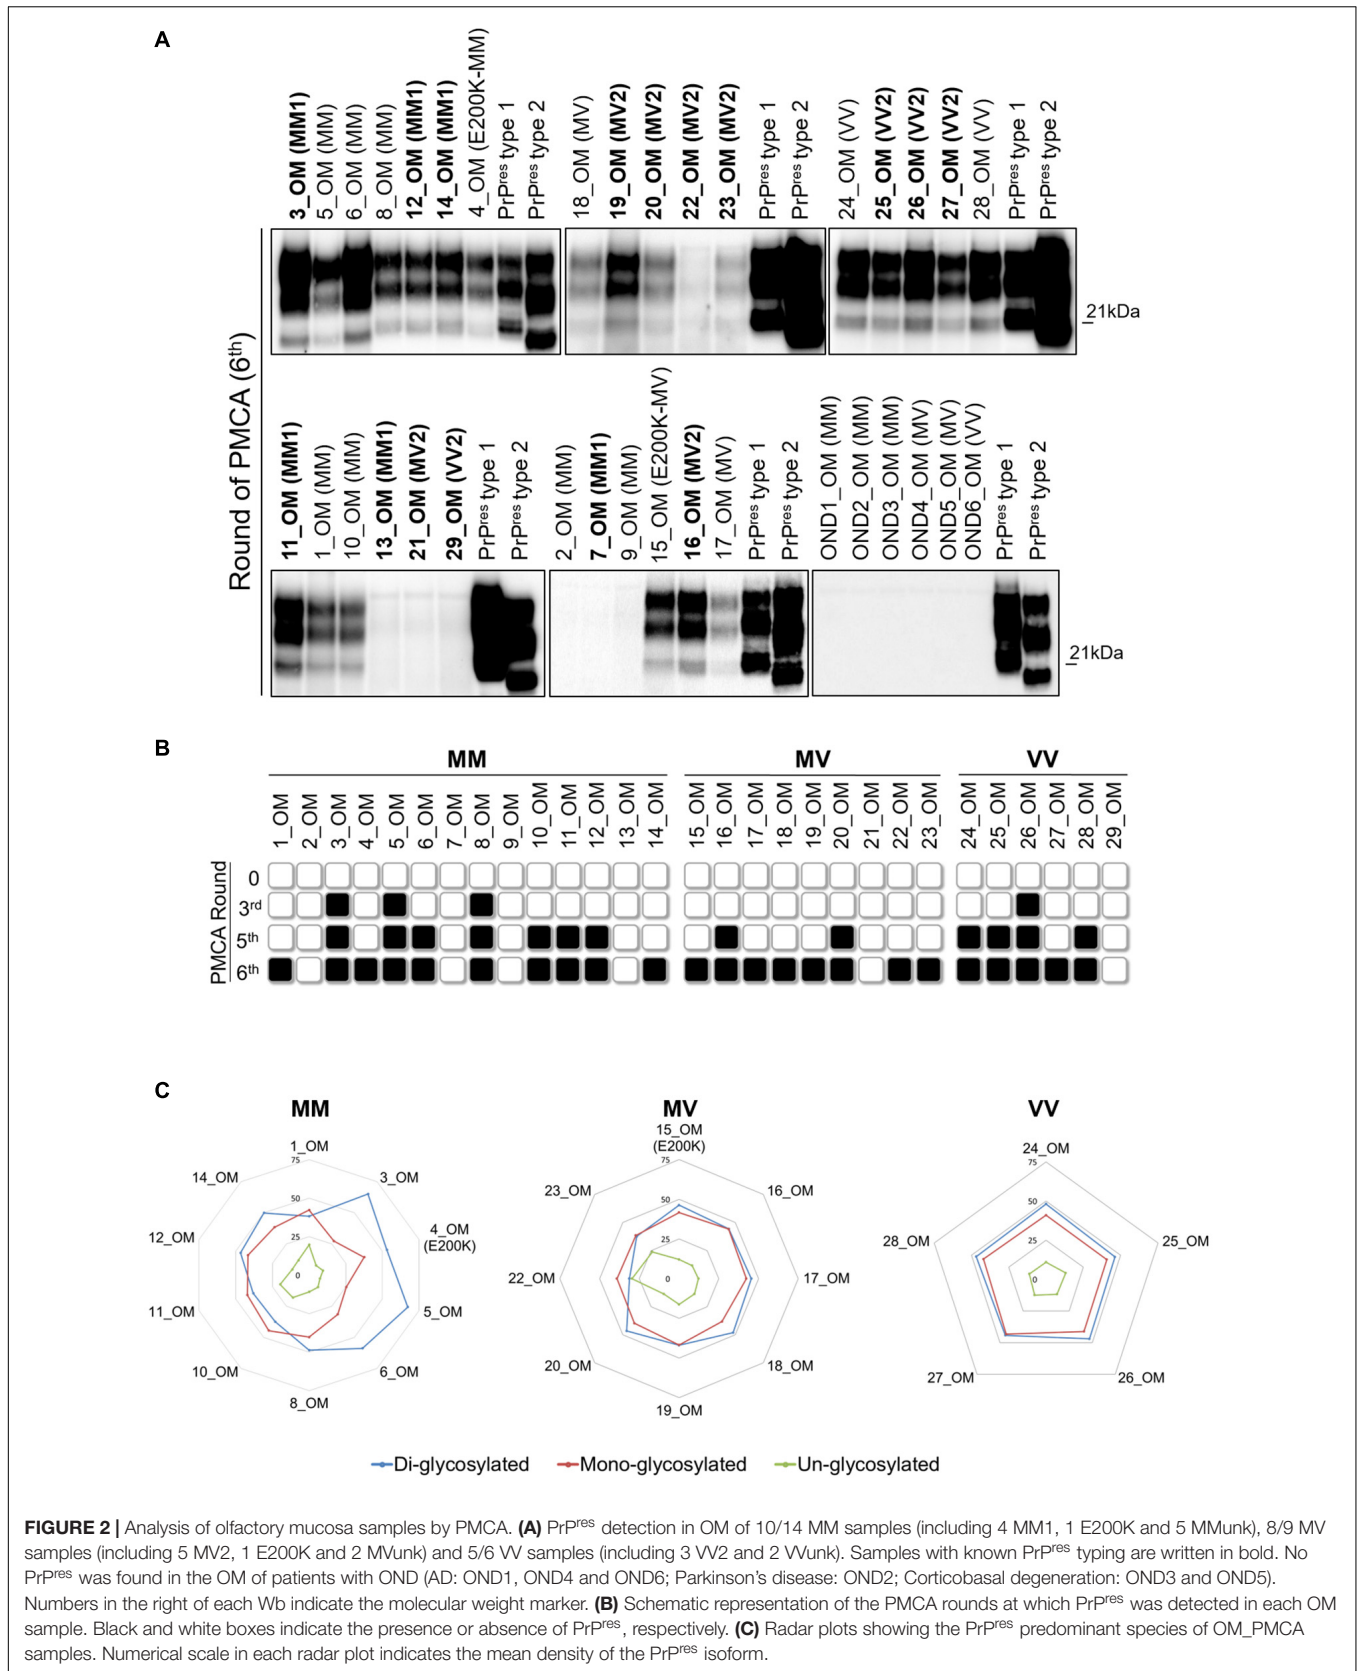 A
3_OM (MM1)
5_OM (MM)
6_OM (MM)
8_OM (MM)
12_OM (MM1)
14_OM (MM1)
4_OM (E200K-MM)
PrPres type 1
PrPres type 2
18_OM (MV)
19_OM (MV2)
20_OM (MV2)
22_OM (MV2)
23_OM (MV2)
PrPres type 1
PrPres type 2
24_OM (VV)
25_OM (VV2)
26_OM (VV2)
27_OM (VV2)
28_OM (VV)
PrPres type 1
PrPres type 2
21kDa
Round of PMCA (6th)
11_OM (MM1)
1_OM (MM)
10_OM (MM)
13_OM (MM1)
21_OM (MV2)
29_OM (VV2)
PrPres type 1
PrPres type 2
2_OM (MM)
7_OM (MM1)
9_OM (MM)
15_OM (E200K-MV)
16_OM (MV2)
17_OM (MV)
PrPres type 1
PrPres type 2
OND1_OM (MM)
OND2_OM (MM)
OND3_OM (MM)
OND4_OM (MV)
OND5_OM (MV)
OND6_OM (VV)
PrPres type 1
PrPres type 2
21kDa
B
MM
MV
VV
1_OM
2_OM
3_OM
4_OM
5_OM
6_OM
7_OM
8_OM
9_OM
10_OM
11_OM
12_OM
13_OM
14_OM
15_OM
16_OM
17_OM
18_OM
19_OM
20_OM
21_OM
22_OM
23_OM
24_OM
25_OM
26_OM
27_OM
28_OM
29_OM
PMCA Round
0
3rd
5th
6th
C
MM
1_OM
3_OM
4_OM
(E200K)
5_OM
6_OM
8_OM
10_OM
11_OM
12_OM
14_OM
75
50
25
0
MV
15_OM
(E200K)
16_OM
17_OM
18_OM
19_OM
20_OM
22_OM
23_OM
75
50
25
0
VV
24_OM
25_OM
26_OM
27_OM
28_OM
75
50
25
0
Di-glycosylated Mono-glycosylated Un-glycosylated
FIGURE 2 | Analysis of olfactory mucosa samples by PMCA. (A) PrPres detection in OM of 10/14 MM samples (including 4 MM1, 1 E200K and 5 MMunk), 8/9 MV
samples (including 5 MV2, 1 E200K and 2 MVunk) and 5/6 VV samples (including 3 VV2 and 2 VVunk). Samples with known PrPres typing are written in bold. No
PrPres was found in the OM of patients with OND (AD: OND1, OND4 and OND6; Parkinson's disease: OND2; Corticobasal degeneration: OND3 and OND5).
Numbers in the right of each Wb indicate the molecular weight marker. (B) Schematic representation of the PMCA rounds at which PrPres was detected in each OM
sample. Black and white boxes indicate the presence or absence of PrPres, respectively. (C) Radar plots showing the PrPres predominant species of OM_PMCA
samples. Numerical scale in each radar plot indicates the mean density of the PrPres isoform.